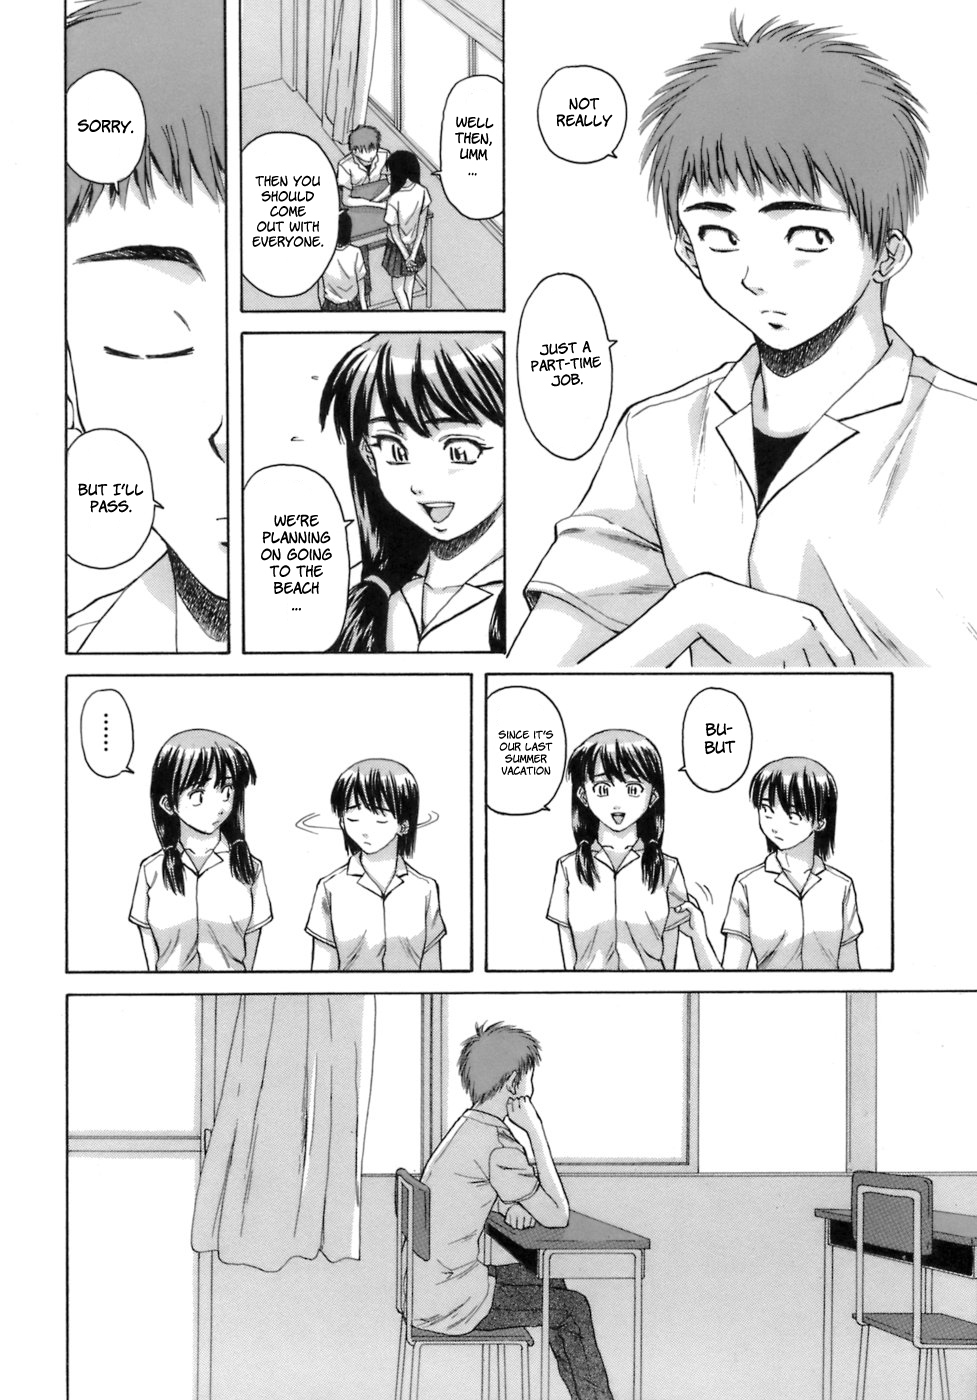 NOT
REALLY
JUST A
PART-TIME
JOB.
WELL
THEN,
UMM
...
THEN YOU
SHOULD
COME
OUT WITH
EVERYONE.
WE'RE
PLANNING
ON GOING
TO THE
BEACH
...
SORRY.
BUT I'LL
PASS.
BU-
BUT
SINCE IT'S
OUR LAST
SUMMER
VACATION
......